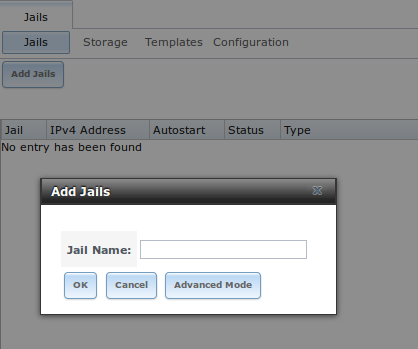 Jails
Jails Storage Templates Configuration
Add Jails
Jail IPv4 Address Autostart Status Type
No entry has been found
Add Jails x
Jail Name:
OK Cancel Advanced Mode